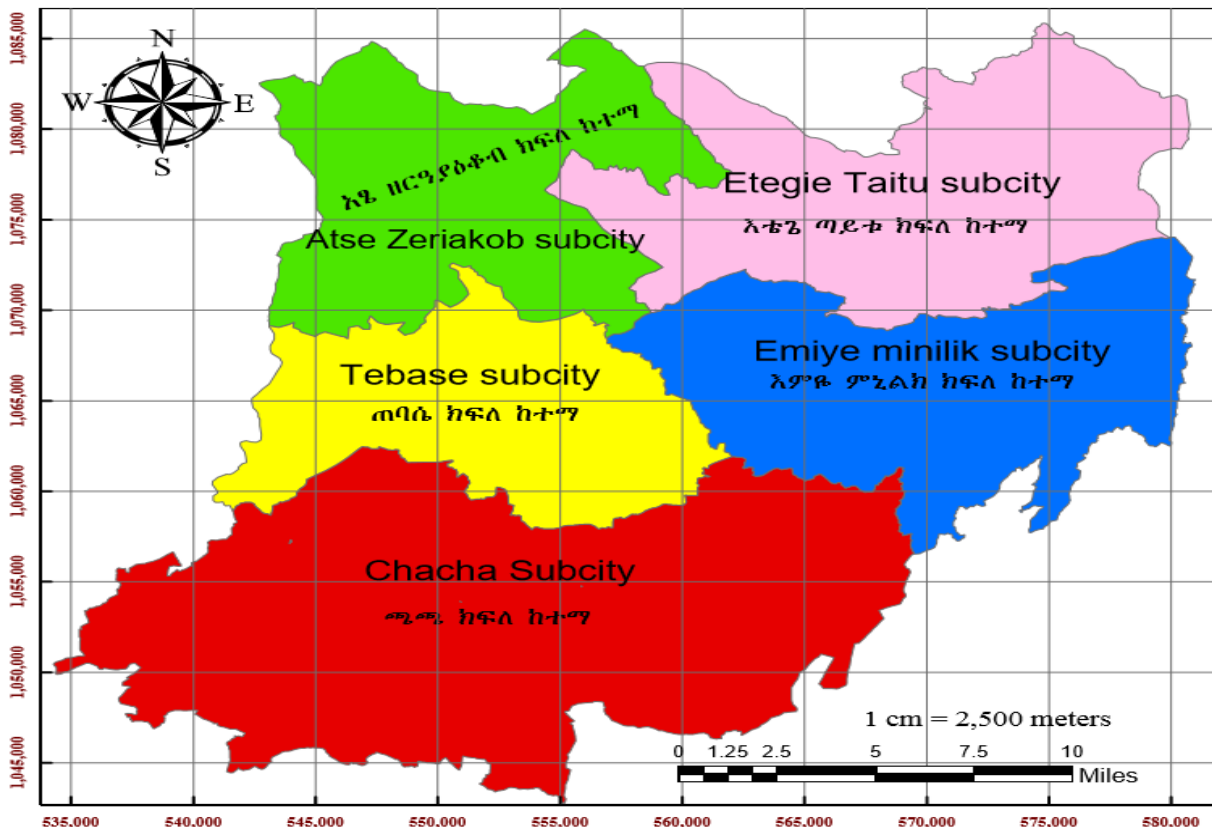 1,085,000
N
W
E
S
1,080,000
አፄ ዘርዓያዕቆብ ክፍለ ከተማ
Etegie Taitu subcity
እቴጌ ጣይቱ ክፍለ ከተማ
1,075,000
Atse Zeriakob subcity
1,070,000
Emiye minilik subcity
እምዬ ምኒልክ ክፍለ ከተማ
Tebase subcity
ጠባሴ ክፍለ ከተማ
1,065,000
1,060,000
Chacha Subcity
ጫጫ ክፍለ ከተማ
1,055,000
1,050,000
1 cm = 2,500 meters
0 1.25 2.5 5 7.5 10
Miles
1,045,000
535.000 540.000 545.000 550.000 555.000 560.000 565.000 570.000 575.000 580.000